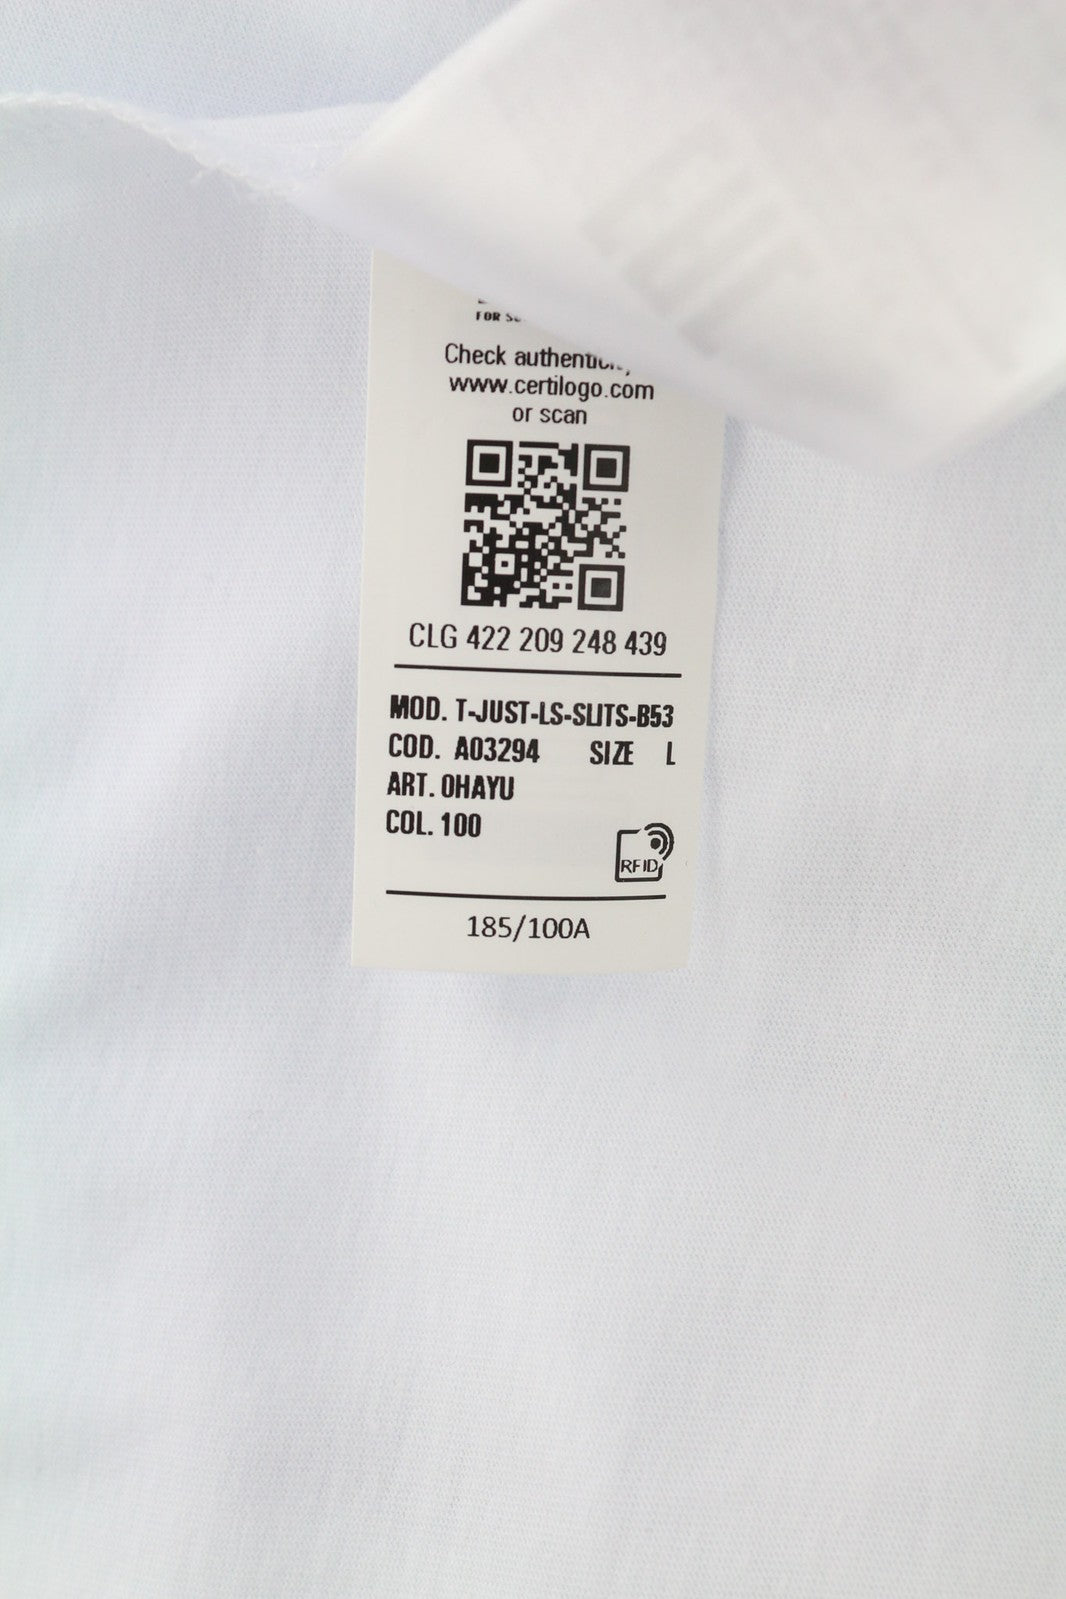 FOR
Check
www.certilogo.com
or scan
CLG 422 209 248 439
MOD. T-JUST-LS-SLITS-B53
COD. A03294 SIZE L
ART. 0HAYU
COL. 100
RFID
185/100A